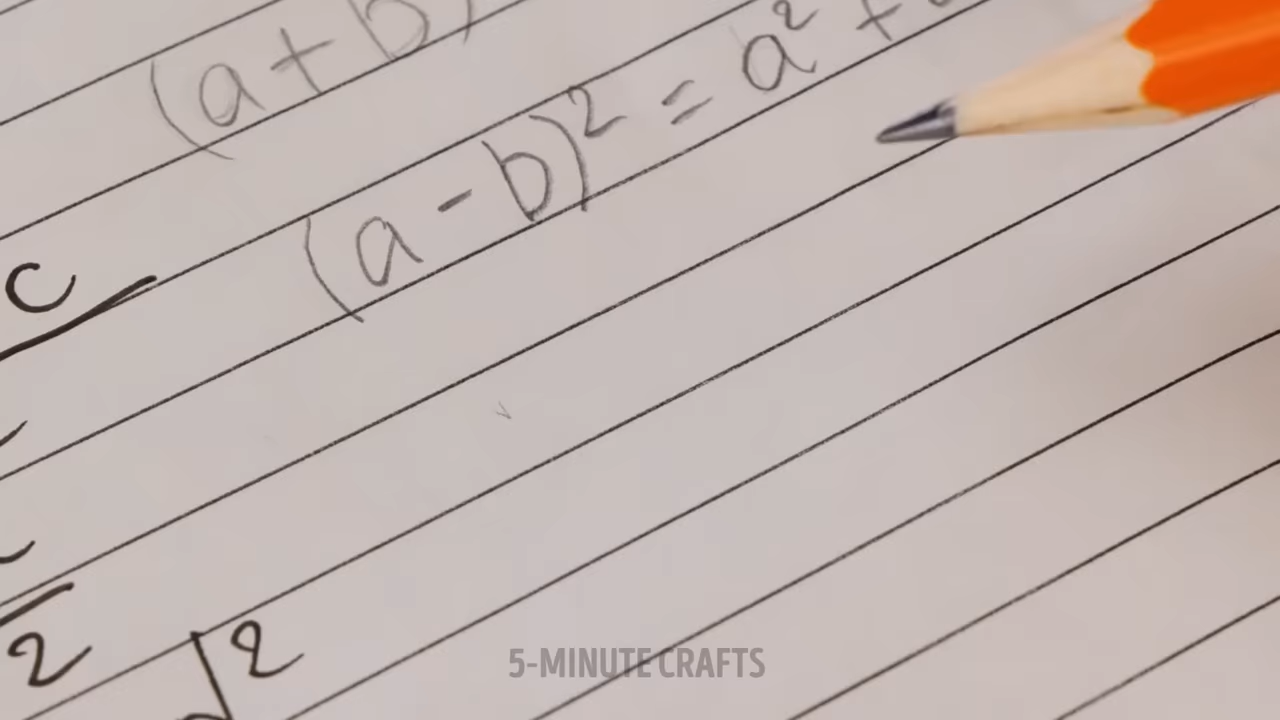 (a + b)
(a - b)² = a² +
c
2
2
5-MINUTE CRAFTS